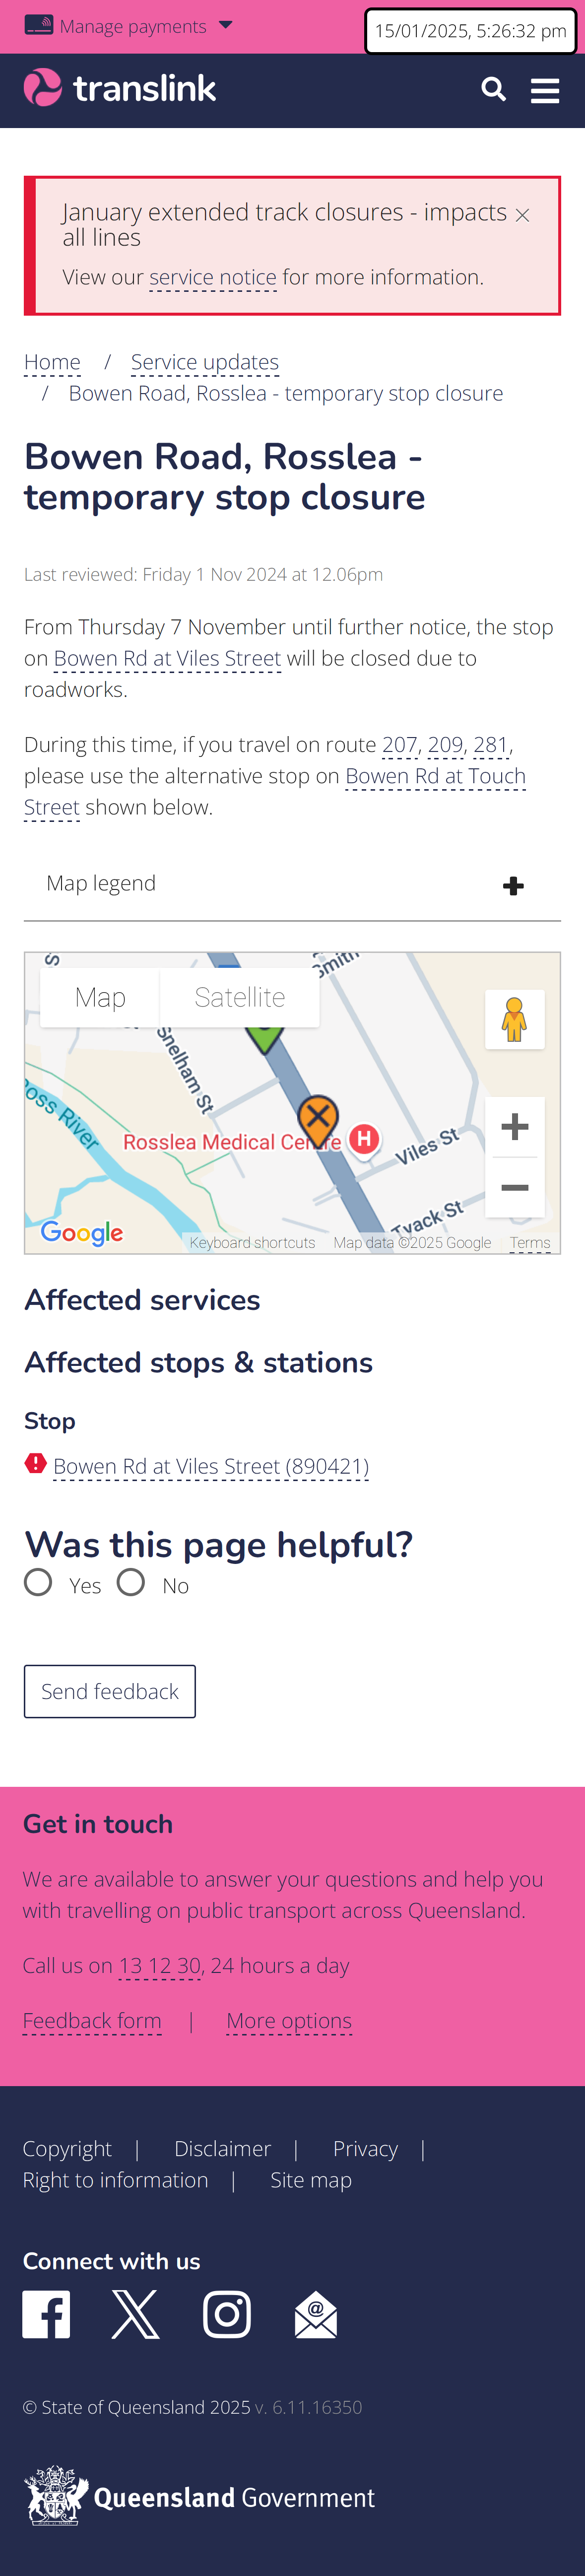 Manage payments
15/01/2025, 5:26:32 pm
translink
January extended track closures - impacts
all lines
View our service notice for more information.
Home / Service updates
/ Bowen Road, Rosslea - temporary stop closure
Bowen Road, Rosslea -
temporary stop closure
Last reviewed: Friday 1 Nov 2024 at 12.06pm
From Thursday 7 November until further notice, the stop
on Bowen Rd at Viles Street will be closed due to
roadworks.
During this time, if you travel on route 207, 209, 281,
please use the alternative stop on Bowen Rd at Touch
Street shown below.
Map legend
Smith
Map Satellite
Snelham St
Ross River
Rosslea Medical Centre
H
Viles St
Tyack St
Google
Keyboard shortcuts Map data ©2025 Google Terms
Affected services
Affected stops & stations
Stop
Bowen Rd at Viles Street (890421)
Was this page helpful?
Yes No
Send feedback
Get in touch
We are available to answer your questions and help you
with travelling on public transport across Queensland.
Call us on 13 12 30, 24 hours a day
Feedback form | More options
Copyright | Disclaimer | Privacy |
Right to information | Site map
Connect with us
© State of Queensland 2025 v. 6.11.16350
Queensland Government